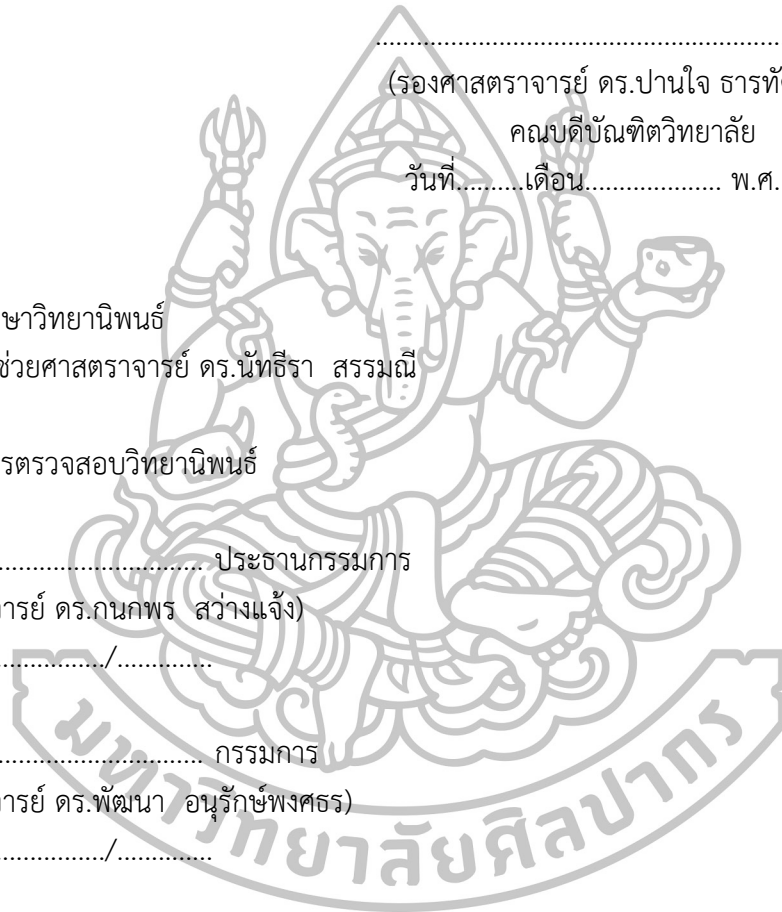 ........................................................
(รองศาสตราจารย์ ดร.ปานใจ
คณบดีบัณฑิตวิทยาลัย
วันที่.........เดือน.................... พ.ศ.
ษาวิทยานิพนธ์
ช่วยศาสตราจารย์ ดร.นัทธีรา สรรมณี
รตรวจสอบวิทยานิพนธ์
.............................. ประธานกรรมการ
ารย์ ดร.กนกพร สว่างแจ้ง)
................/..............
.............................. กรรมการ
ารย์ ดร.พัฒนา อนุรักษ์พงศธร)
................/..............
มหาวิทยาลัยศิลปากร